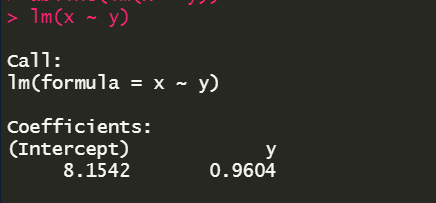 > lm(x ~ y)
Call:
lm(formula = x ~ y)
Coefficients:
(Intercept)            y
     8.1542       0.9604